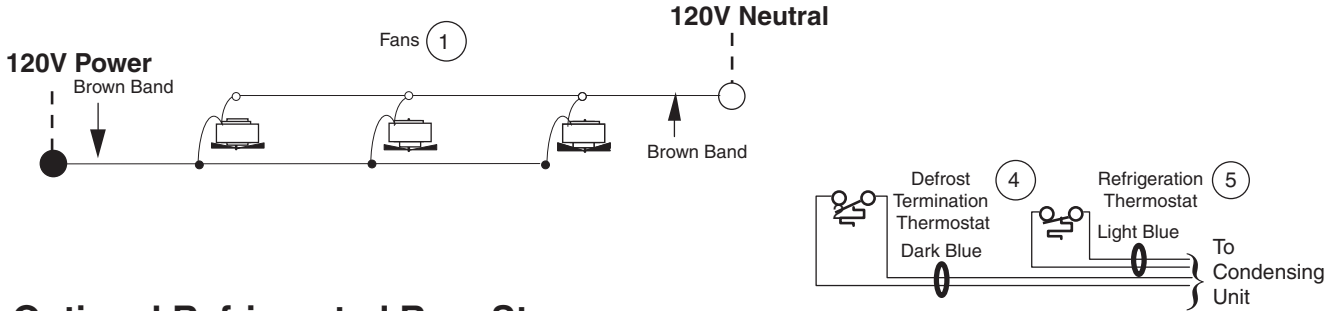 120V Neutral
Fans 1
120V Power
Brown Band
Brown Band
Defrost
Termination
Thermostat
4
Refrigeration
Thermostat
5
Dark Blue
Light Blue
To
Condensing
Unit